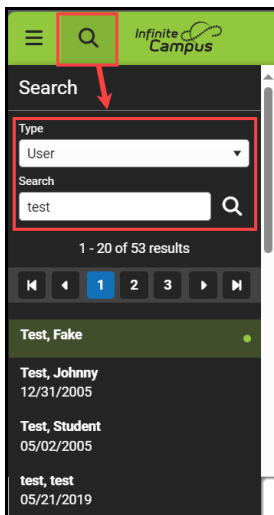 Infinite
Campus
Search
Type
User
Search
test
1 - 20 of 53 results
1 2 3
Test, Fake
Test, Johnny
12/31/2005
Test, Student
05/02/2005
test, test
05/21/2019